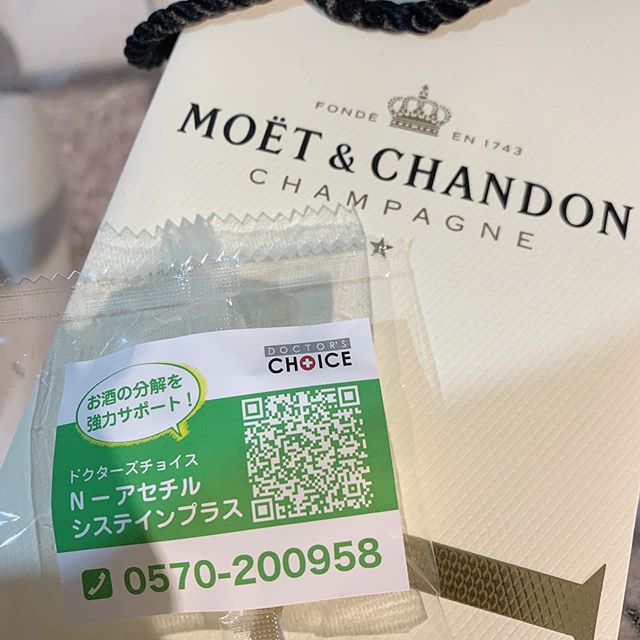 FONDÉ EN 1743
MOËT & CHANDON
CHAMPAGNE
DOCTOR'S
CHOICE
お酒の分解を
強力サポート!
ドクターズチョイス
N－アセチル
システインプラス
0570-200958